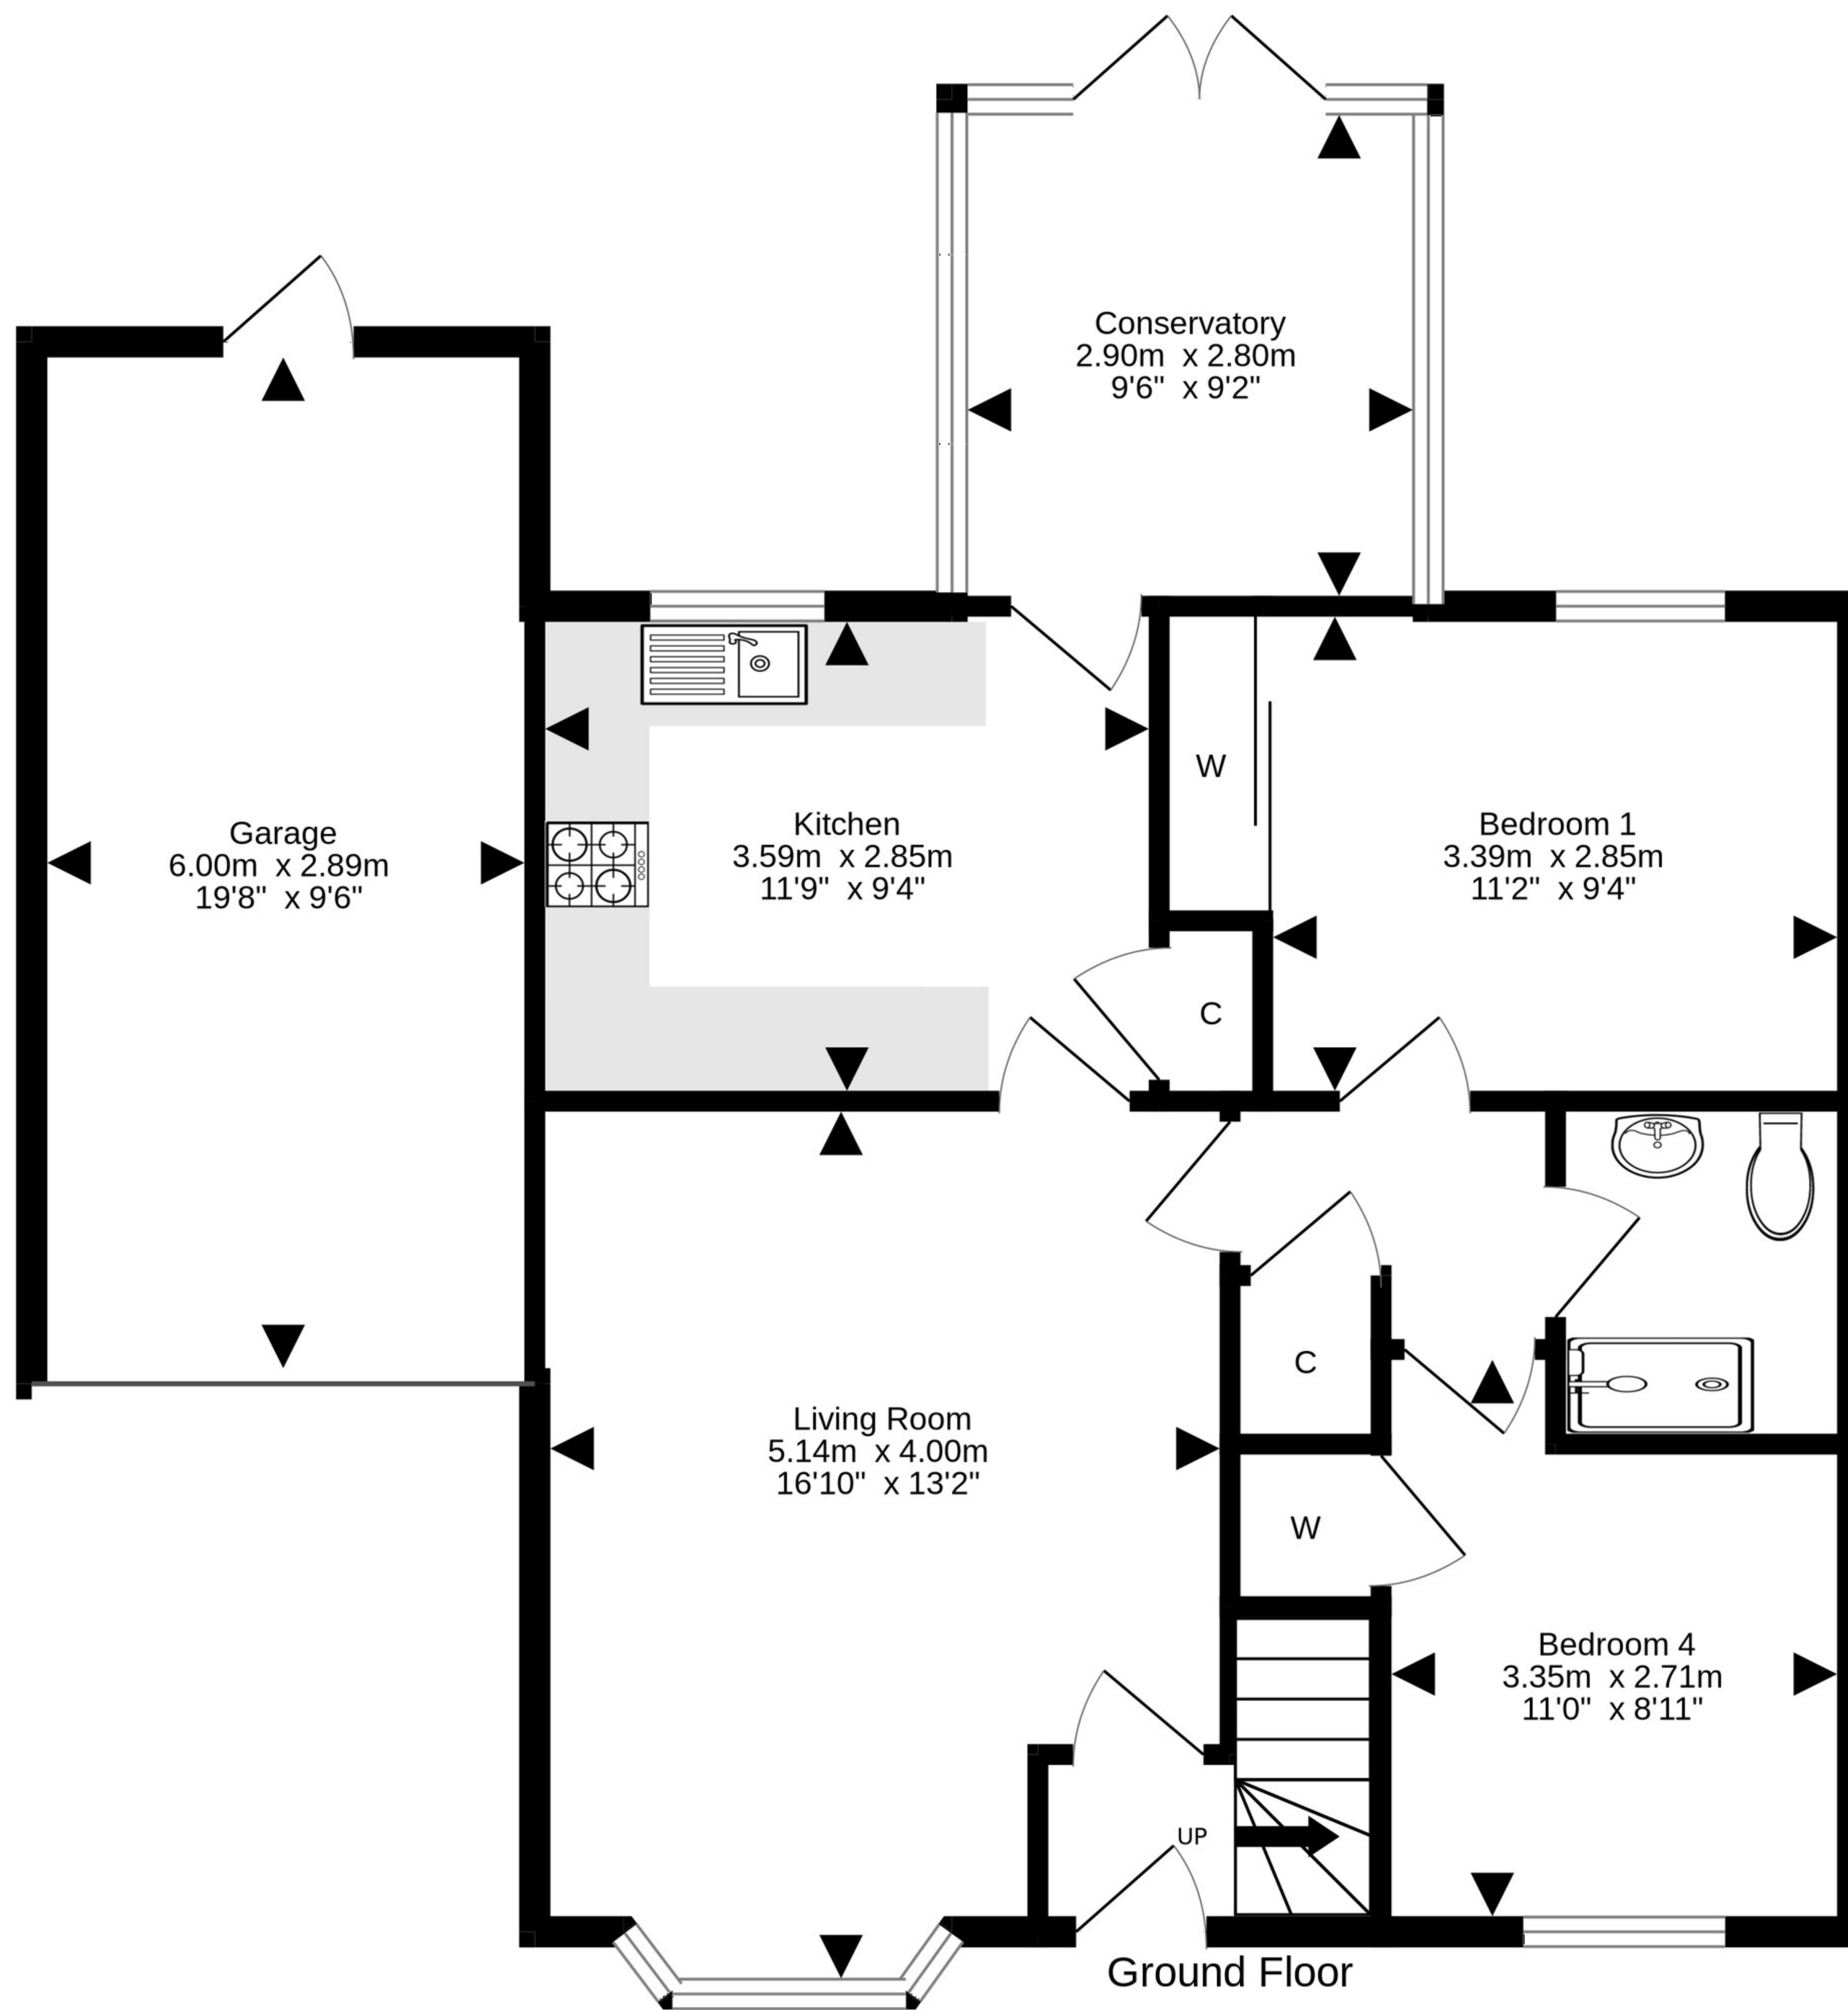 Conservatory
2.90m x 2.80m
9'6" x 9'2"
Garage
6.00m x 2.89m
19'8" x 9'6"
Kitchen
3.59m x 2.85m
11'9" x 9'4"
W
Bedroom 1
3.39m x 2.85m
11'2" x 9'4"
C
C
Living Room
5.14m x 4.00m
16'10" x 13'2"
W
Bedroom 4
3.35m x 2.71m
11'0" x 8'11"
UP
Ground Floor